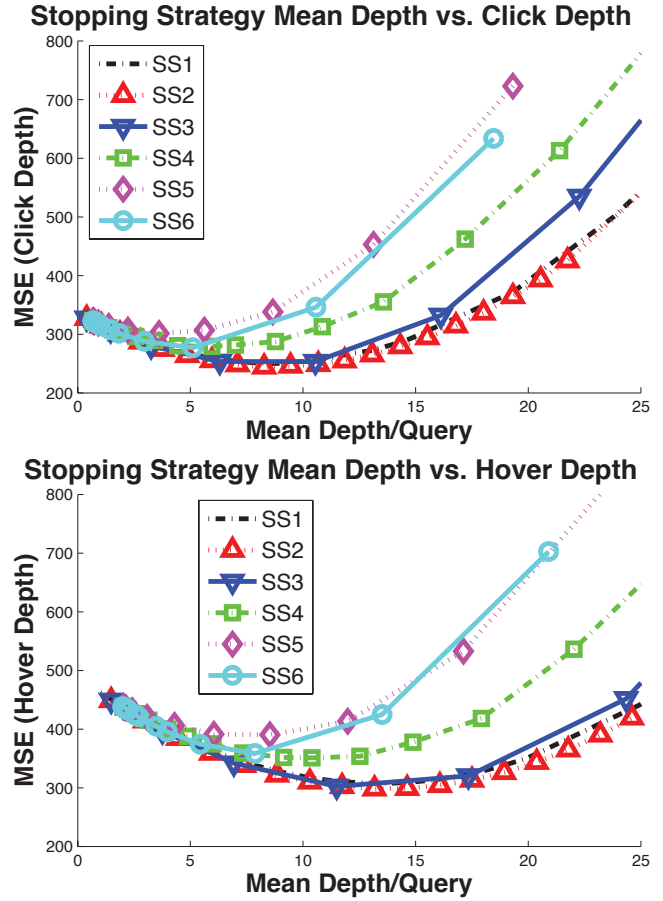 Stopping Strategy Mean Depth vs. Click Depth
MSE (Click Depth)
800
700
600
500
400
300
200
SS1
SS2
SS3
SS4
SS5
SS6
0
5
10
15
20
25
Mean Depth/Query
Stopping Strategy Mean Depth vs. Hover Depth
MSE (Hover Depth)
800
700
600
500
400
300
200
SS1
SS2
SS3
SS4
SS5
SS6
0
5
10
15
20
25
Mean Depth/Query